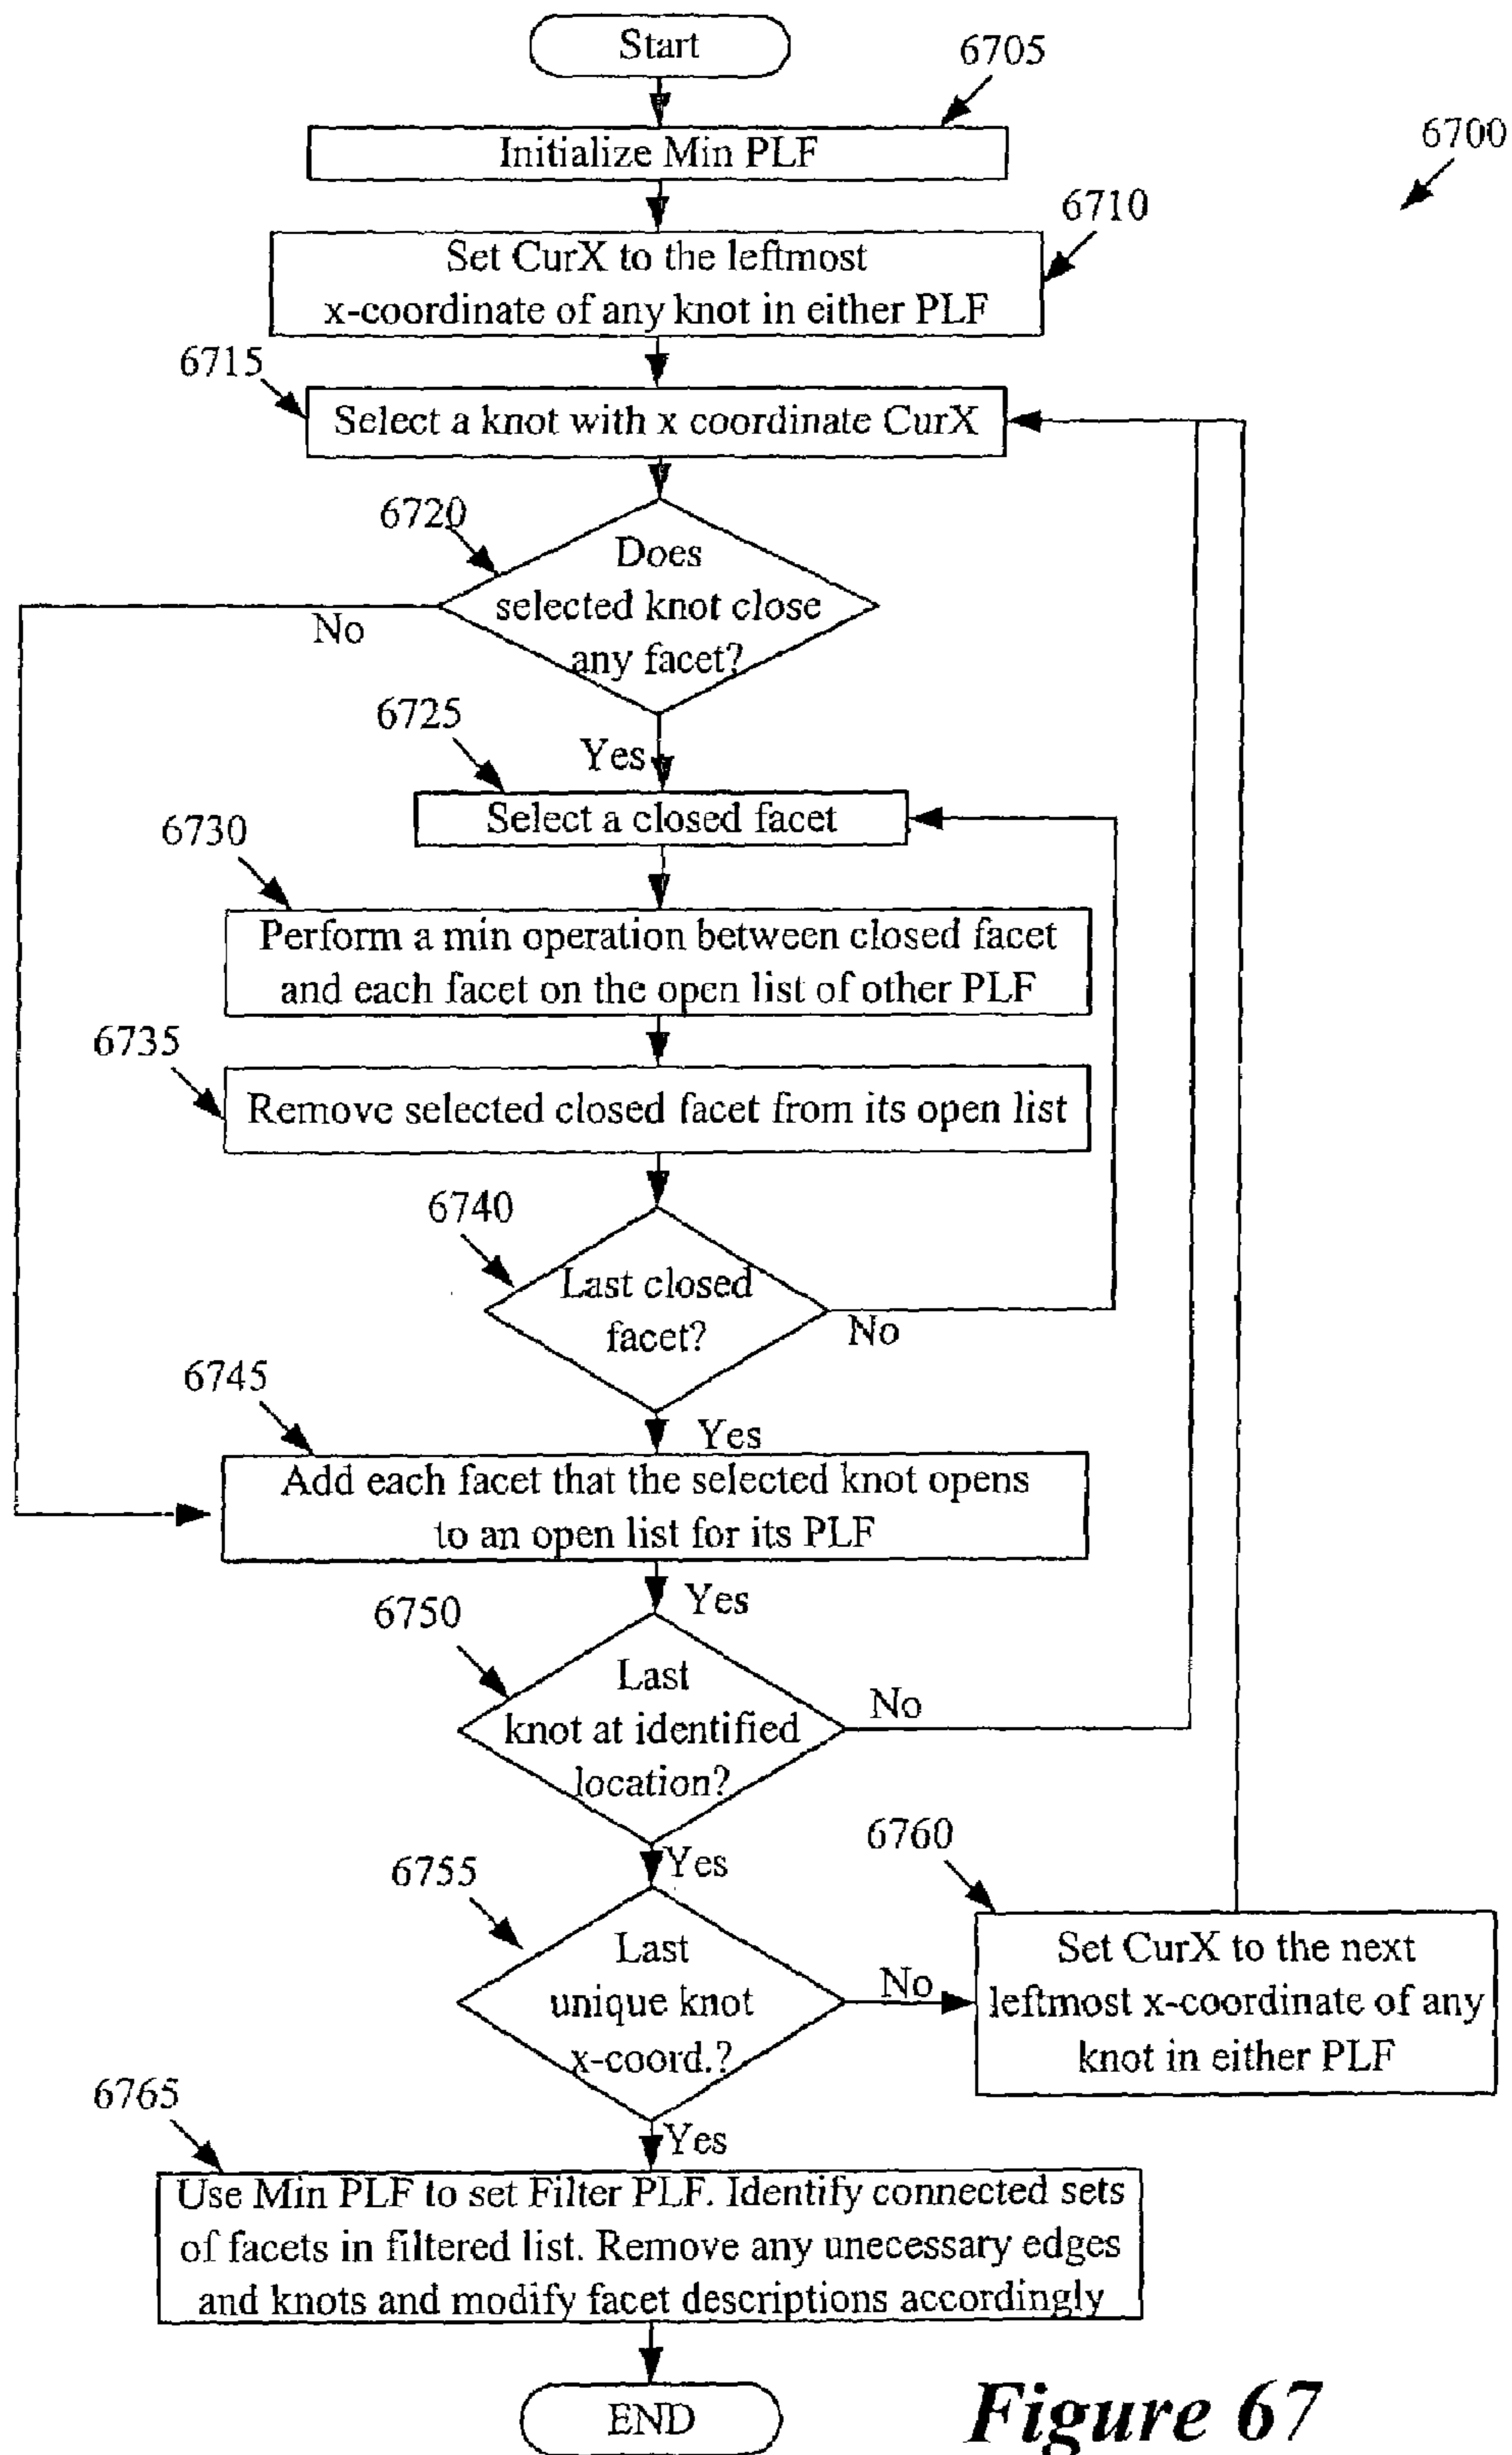 Start
6705
Initialize Min PLF
6700
6710
Set CurX to the leftmost
x-coordinate of any knot in either PLF
6715
Select a knot with x coordinate CurX
6720
Does
selected knot close
any facet?
No
6725
Yes
Select a closed facet
6730
Perform a min operation between closed facet
and each facet on the open list of other PLF
6735
Remove selected closed facet from its open list
6740
Last closed
facet?
No
6745
Yes
Add each facet that the selected knot opens
to an open list for its PLF
6750
Yes
Last
knot at identified
location?
No
6755
Yes
Last
unique knot
x-coord.?
No
6760
Set CurX to the next
leftmost x-coordinate of any
knot in either PLF
6765
Yes
Use Min PLF to set Filter PLF. Identify connected sets
of facets in filtered list. Remove any unecessary edges
and knots and modify facet descriptions accordingly
END
Figure 67